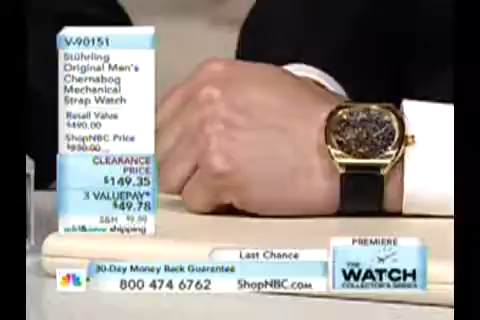 V-90151
Stührling
Original Men's
Chernabog
Mechanical
Strap Watch
Retail Value
$490.00
ShopNBC Price
CLEARANCE
PRICE
$149.35
3 VALUEPAY®
$49.78
S&H
shipping
Last Chance
30-Day Money Back Guarantee
800 474 6762 ShopNBC.COM
PREMIERE
THE
WATCH
COLLECTOR'S SERIES